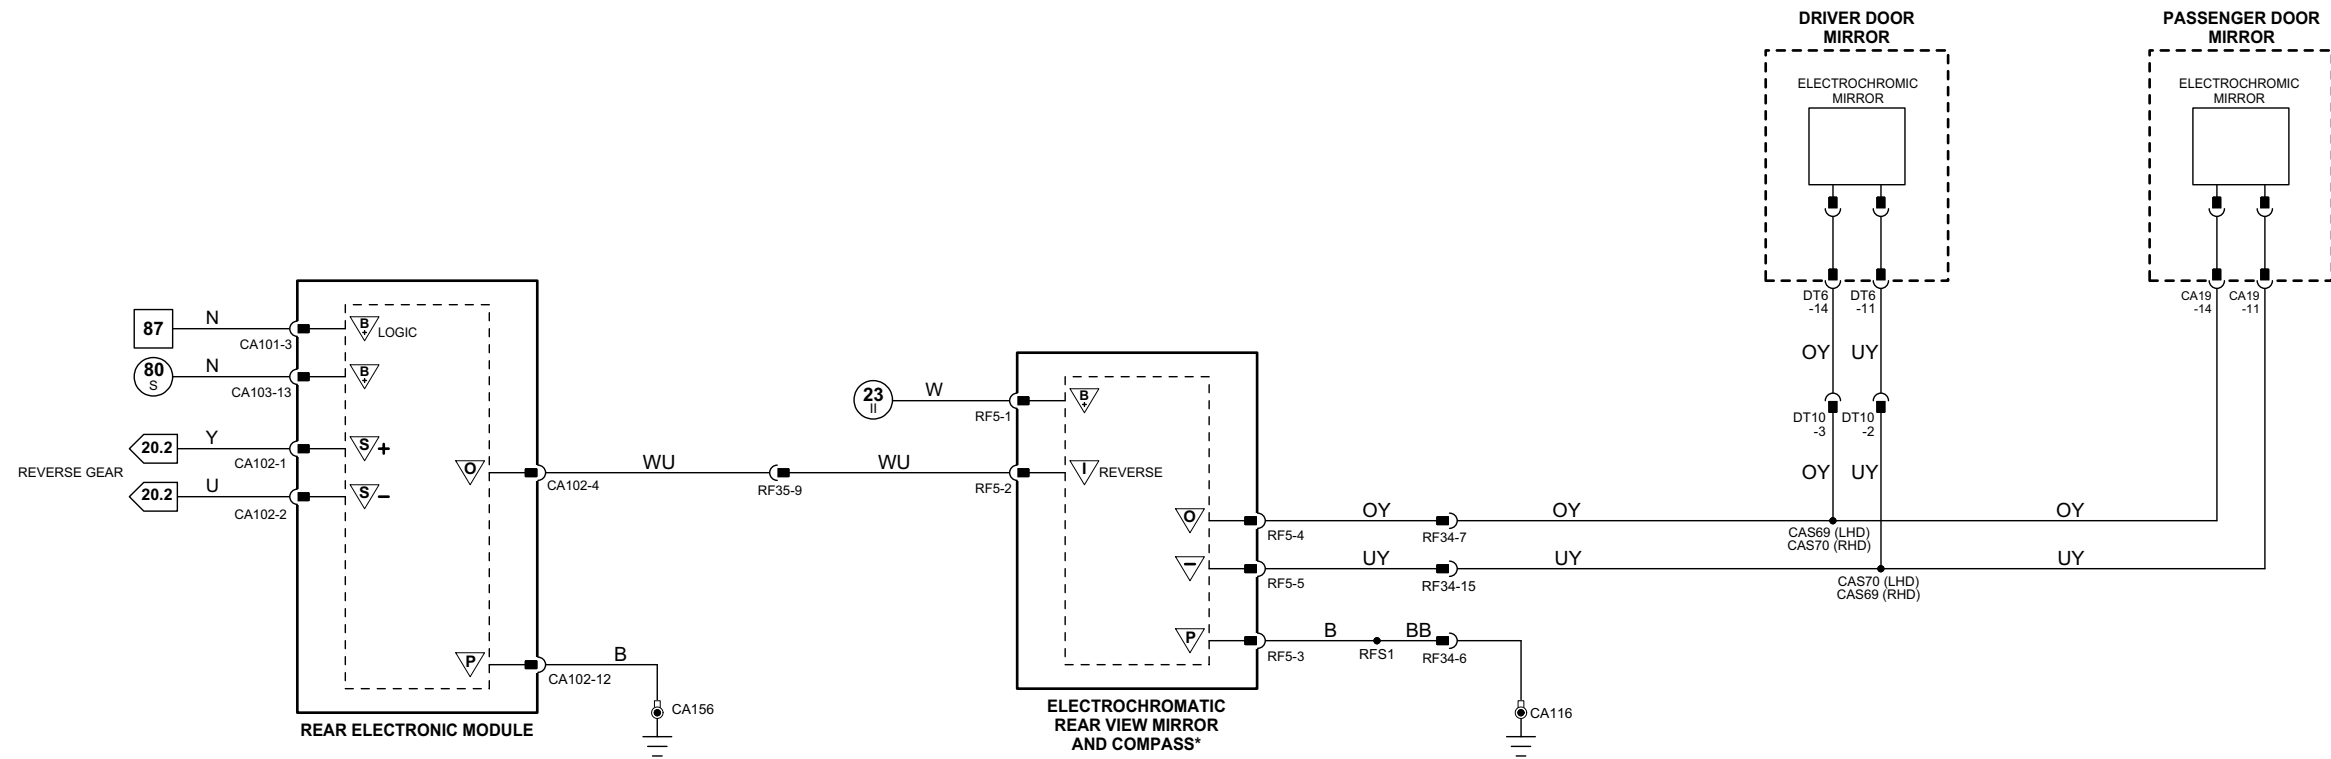 DRIVER DOOR
MIRROR
PASSENGER DOOR
MIRROR
ELECTROCHROMIC
MIRROR
ELECTROCHROMIC
MIRROR
DT6
-14
DT6
-11
CA19
-14
CA19
-11
87
N
CA101-3
B
+
LOGIC
80
S
N
CA103-13
B
+
OY
UY
23
II
W
RF5-1
B
+
DT10
-3
DT10
-2
REVERSE GEAR
20.2
Y
CA102-1
S
+
20.2
U
CA102-2
S
-
O
CA102-4
WU
RF35-9
WU
RF5-2
I
REVERSE
OY
UY
O
RF5-4
OY
RF34-7
OY
CAS69 (LHD)
CAS70 (RHD)
OY
-
RF5-5
UY
RF34-15
UY
CAS70 (LHD)
CAS69 (RHD)
UY
P
CA102-12
B
CA156
P
RF5-3
B
RFS1
BB
RF34-6
CA116
REAR ELECTRONIC MODULE
ELECTROCHROMATIC
REAR VIEW MIRROR
AND COMPASS*